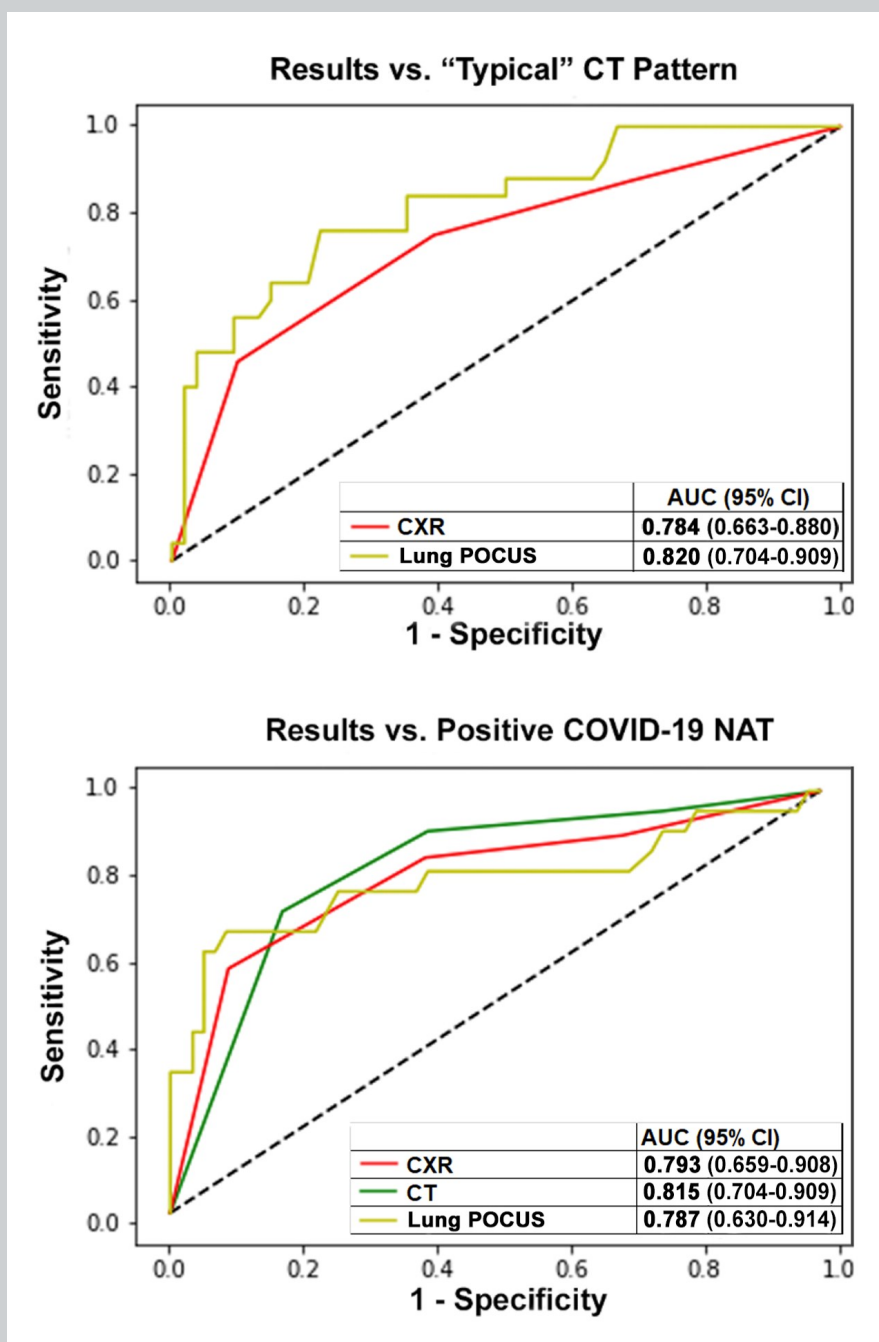 Results vs. “Typical” CT Pattern
1.0
0.8
0.6
0.4
0.2
0.0
Sensitivity
AUC (95% CI)
CXR 0.784 (0.663-0.880)
Lung POCUS 0.820 (0.704-0.909)
0.0 0.2 0.4 0.6 0.8 1.0
1 - Specificity
Results vs. Positive COVID-19 NAT
1.0
0.8
0.6
0.4
0.2
0.0
Sensitivity
AUC (95% CI)
CXR 0.793 (0.659-0.908)
CT 0.815 (0.704-0.909)
Lung POCUS 0.787 (0.630-0.914)
0.0 0.2 0.4 0.6 0.8 1.0
1 - Specificity